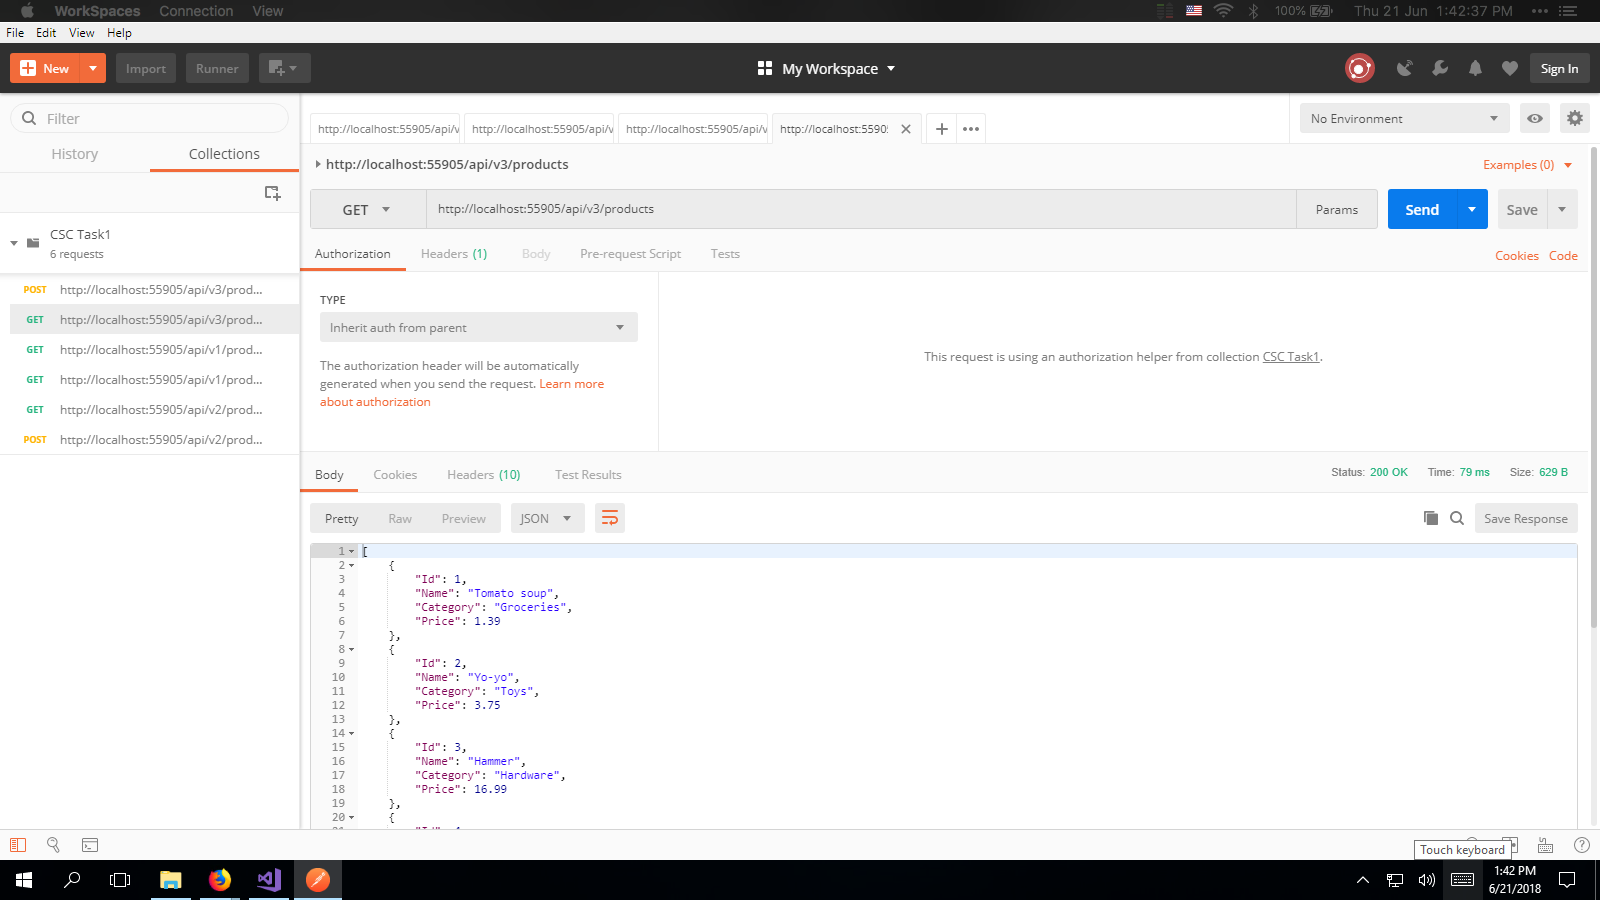 WorkSpaces Connection View 100% Thu 21 Jun 1:42:37 PM
File Edit View Help
New Import Runner My Workspace Sign In
Filter
History Collections
CSC Task1
6 requests
POST http://localhost:55905/api/v3/prod...
GET http://localhost:55905/api/v3/prod...
GET http://localhost:55905/api/v1/prod...
GET http://localhost:55905/api/v1/prod...
GET http://localhost:55905/api/v2/prod...
POST http://localhost:55905/api/v2/prod...
http://localhost:55905/api/v http://localhost:55905/api/v http://localhost:55905/api/v http://localhost:5590
No Environment
http://localhost:55905/api/v3/products
Examples (0)
GET http://localhost:55905/api/v3/products Params Send Save
Authorization Headers (1) Body Pre-request Script Tests Cookies Code
TYPE
Inherit auth from parent
The authorization header will be automatically
generated when you send the request. Learn more
about authorization
This request is using an authorization helper from collection CSC Task1.
Body Cookies Headers (10) Test Results Status: 200 OK Time: 79 ms Size: 629 B
Pretty Raw Preview JSON Save Response
1 [
2 {
3 "Id": 1,
4 "Name": "Tomato soup",
5 "Category": "Groceries",
6 "Price": 1.39
7 },
8 {
9 "Id": 2,
10 "Name": "Yo-yo",
11 "Category": "Toys",
12 "Price": 3.75
13 },
14 {
15 "Id": 3,
16 "Name": "Hammer",
17 "Category": "Hardware",
18 "Price": 16.99
19 },
20 {
Touch keyboard
1:42 PM
6/21/2018